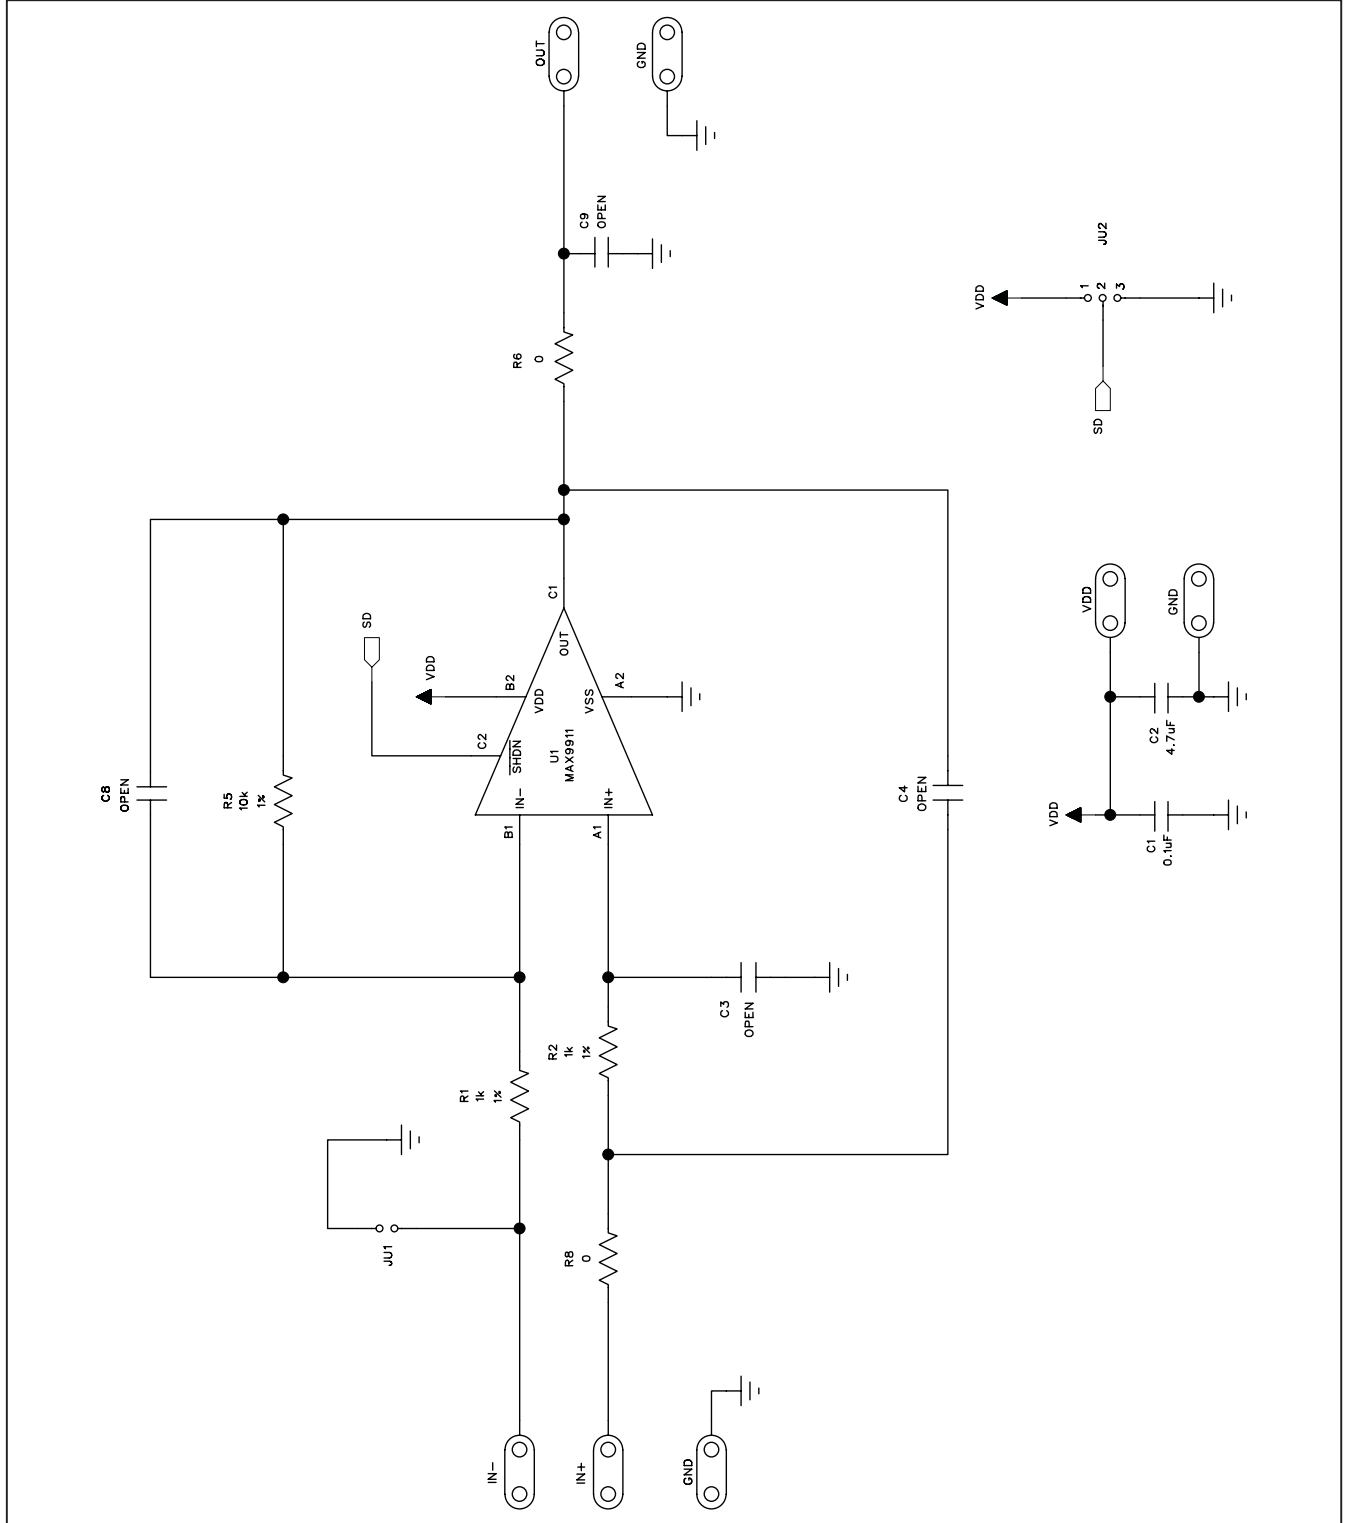 OUT
GND
C9
OPEN
JU2
VDD
1
2
3
SD
R6
0
C8
OPEN
R5
10k
1%
SD
VDD
C1
B2
C2
OUT
VDD
SHDN
VSS
A2
U1
MAX9911
IN-
IN+
B1
A1
C4
OPEN
VDD
GND
C2
4.7uF
VDD
C1
0.1uF
C3
OPEN
R2
1k
1%
R1
1k
1%
JU1
R8
0
IN-
IN+
GND